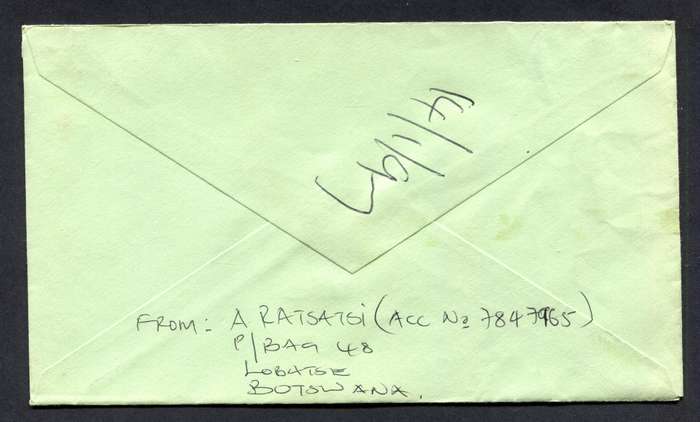 FROM: A RATSATSI (ACC No 7847965)
P/BAG 48
LOBATSE
BOTSWANA.